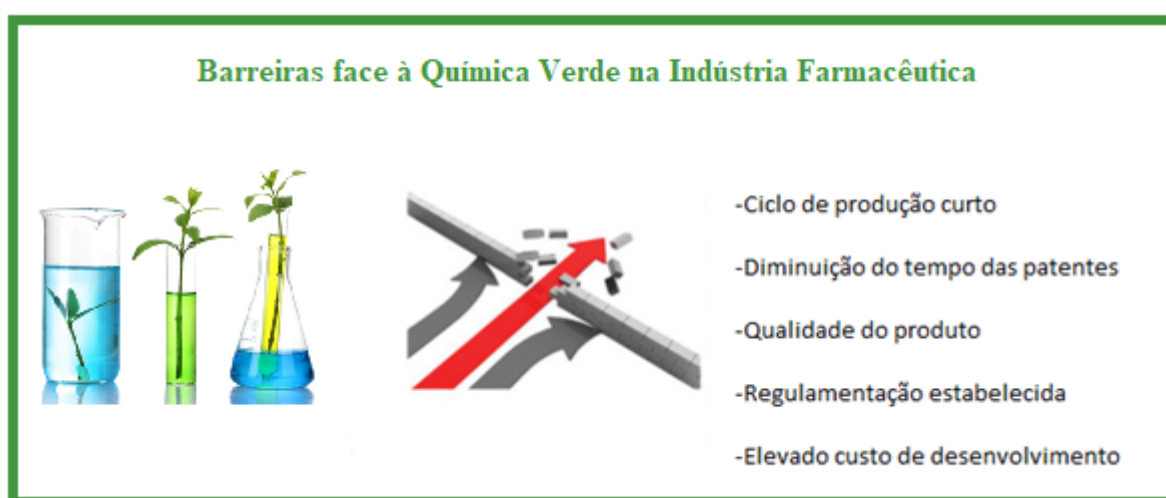 Barreiras face à Química Verde na Indústria Farmacêutica
-Ciclo de produção curto
-Diminuição do tempo das patentes
-Qualidade do produto
-Regulamentação estabelecida
-Elevado custo de desenvolvimento